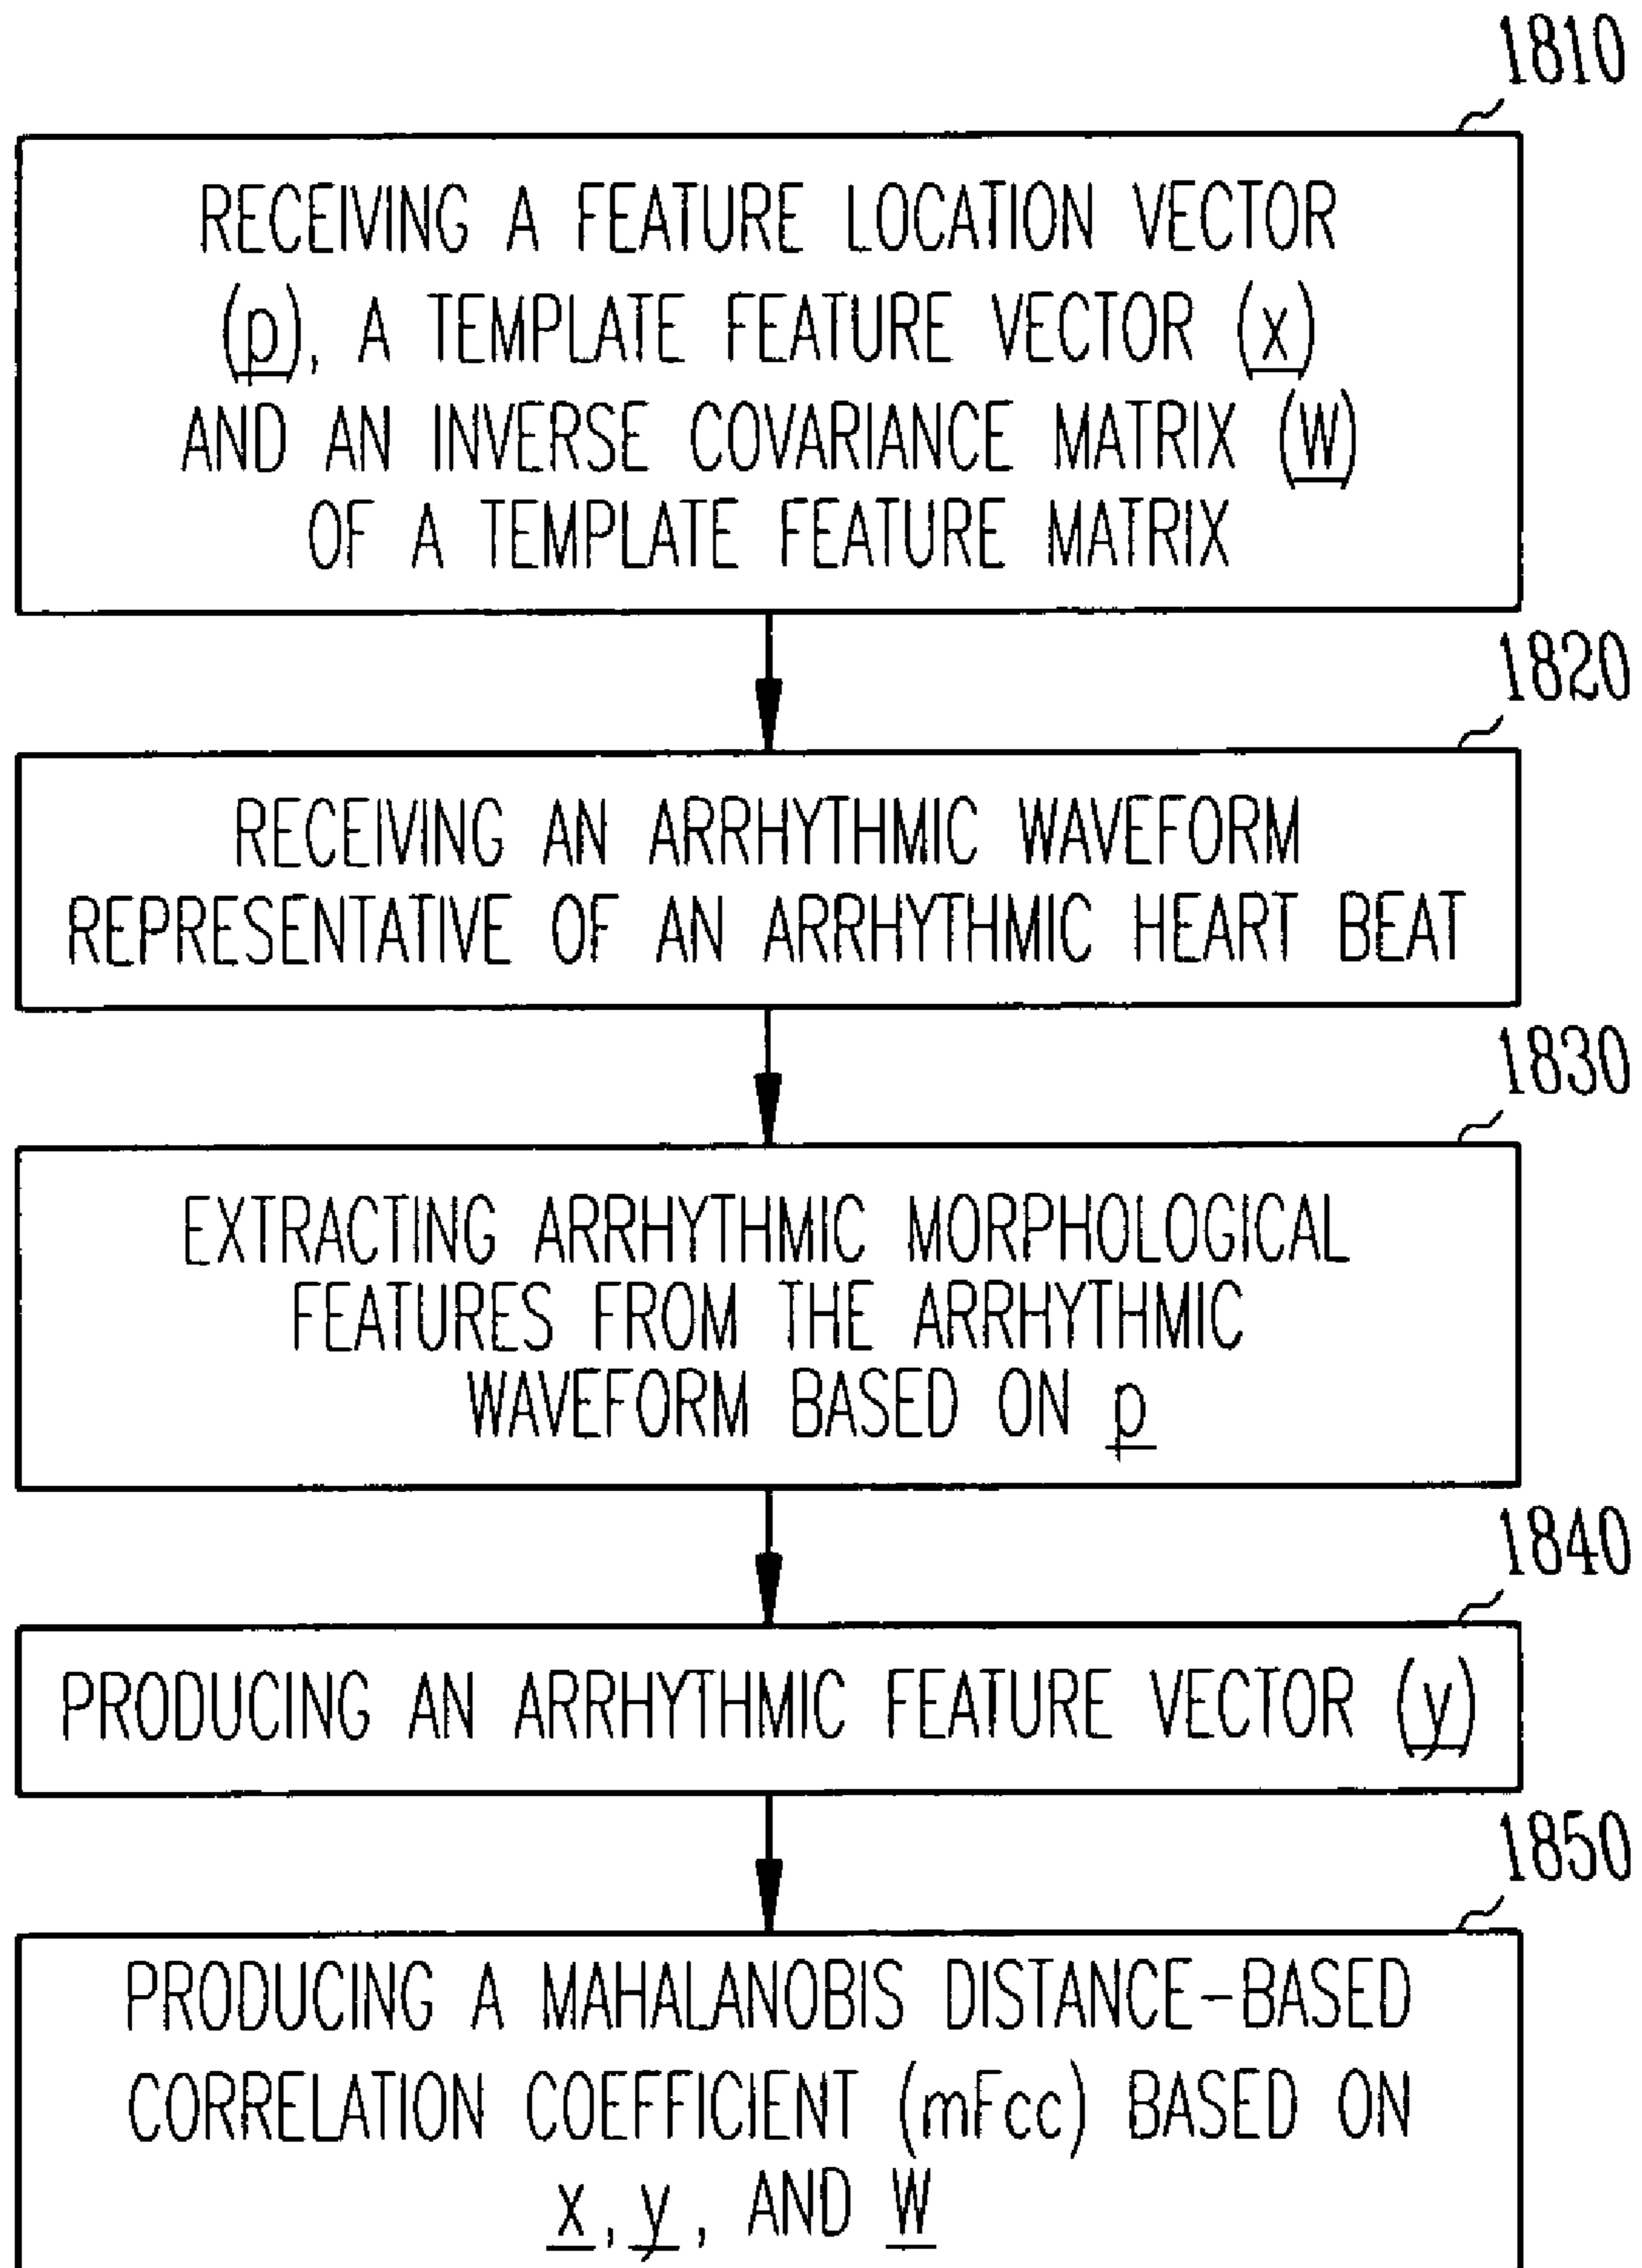 1810
RECEIVING A FEATURE LOCATION VECTOR
(p), A TEMPLATE FEATURE VECTOR (x)
AND AN INVERSE COVARIANCE MATRIX (W)
OF A TEMPLATE FEATURE MATRIX
1820
RECEIVING AN ARRHYTHMIC WAVEFORM
REPRESENTATIVE OF AN ARRHYTHMIC HEART BEAT
1830
EXTRACTING ARRHYTHMIC MORPHOLOGICAL
FEATURES FROM THE ARRHYTHMIC
WAVEFORM BASED ON p
1840
PRODUCING AN ARRHYTHMIC FEATURE VECTOR (y)
1850
PRODUCING A MAHALANOBIS DISTANCE-BASED
CORRELATION COEFFICIENT (mFcc) BASED ON
x, y, AND W